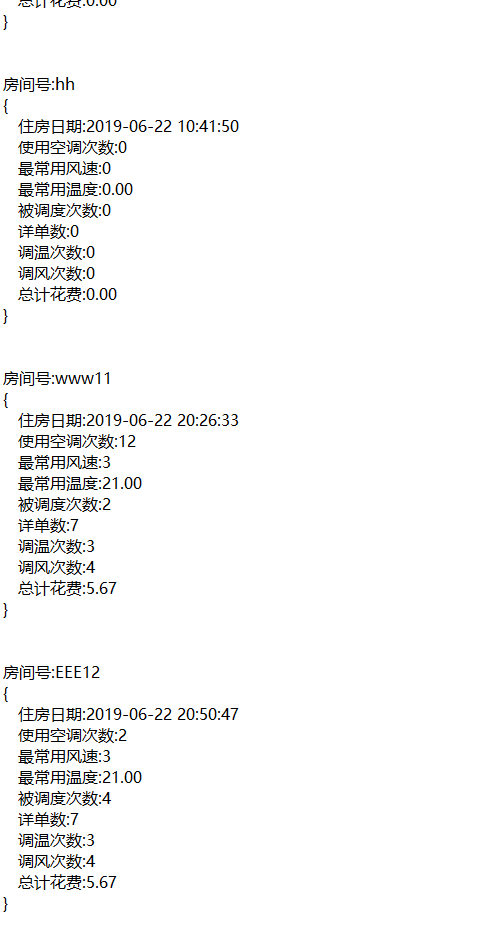 总计花费:0.00
}
房间号:hh
{
住房日期:2019-06-22 10:41:50
使用空调次数:0
最常用风速:0
最常用温度:0.00
被调度次数:0
详单数:0
调温次数:0
调风次数:0
总计花费:0.00
}
房间号:www11
{
住房日期:2019-06-22 20:26:33
使用空调次数:12
最常用风速:3
最常用温度:21.00
被调度次数:2
详单数:7
调温次数:3
调风次数:4
总计花费:5.67
}
房间号:EEE12
{
住房日期:2019-06-22 20:50:47
使用空调次数:2
最常用风速:3
最常用温度:21.00
被调度次数:4
详单数:7
调温次数:3
调风次数:4
总计花费:5.67
}